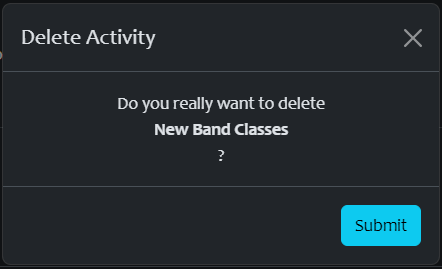 Delete Activity
Do you really want to delete
New Band Classes
?
Submit